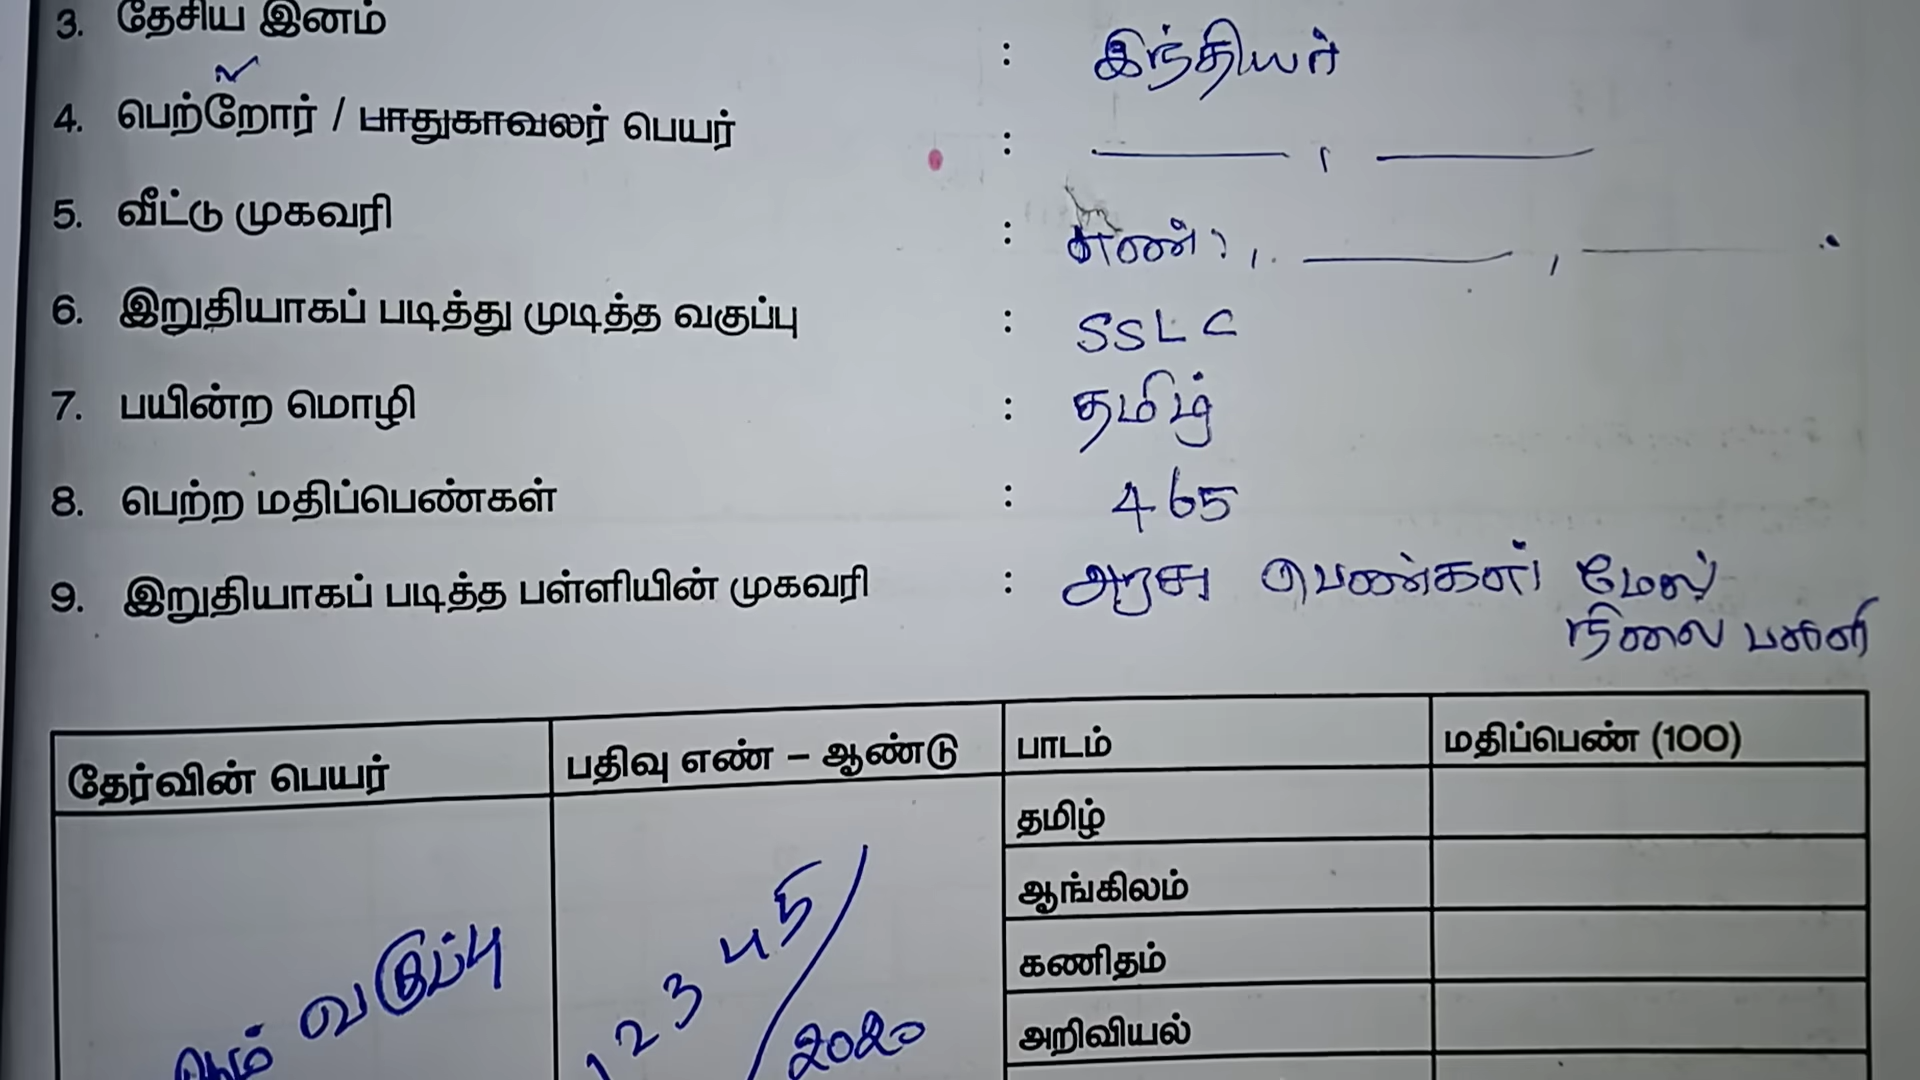 3. தேசிய இனம் : இந்தியர்
4. பெற்றோர் / பாதுகாவலர் பெயர் :
5. வீட்டு முகவரி : எண்:,
6. இறுதியாகப் படித்து முடித்த வகுப்பு : SSLC
7. பயின்ற மொழி : தமிழ்
8. பெற்ற மதிப்பெண்கள் : 465
9. இறுதியாகப் படித்த பள்ளியின் முகவரி : அரசு பெண்கள் மேல்
நிலை பள்ளி
தேர்வின் பெயர் பதிவு எண் – ஆண்டு பாடம் மதிப்பெண் (100)
தமிழ்
ஆங்கிலம்
கணிதம்
அறிவியல்
ஆம் வகுப்பு
12345/
2020